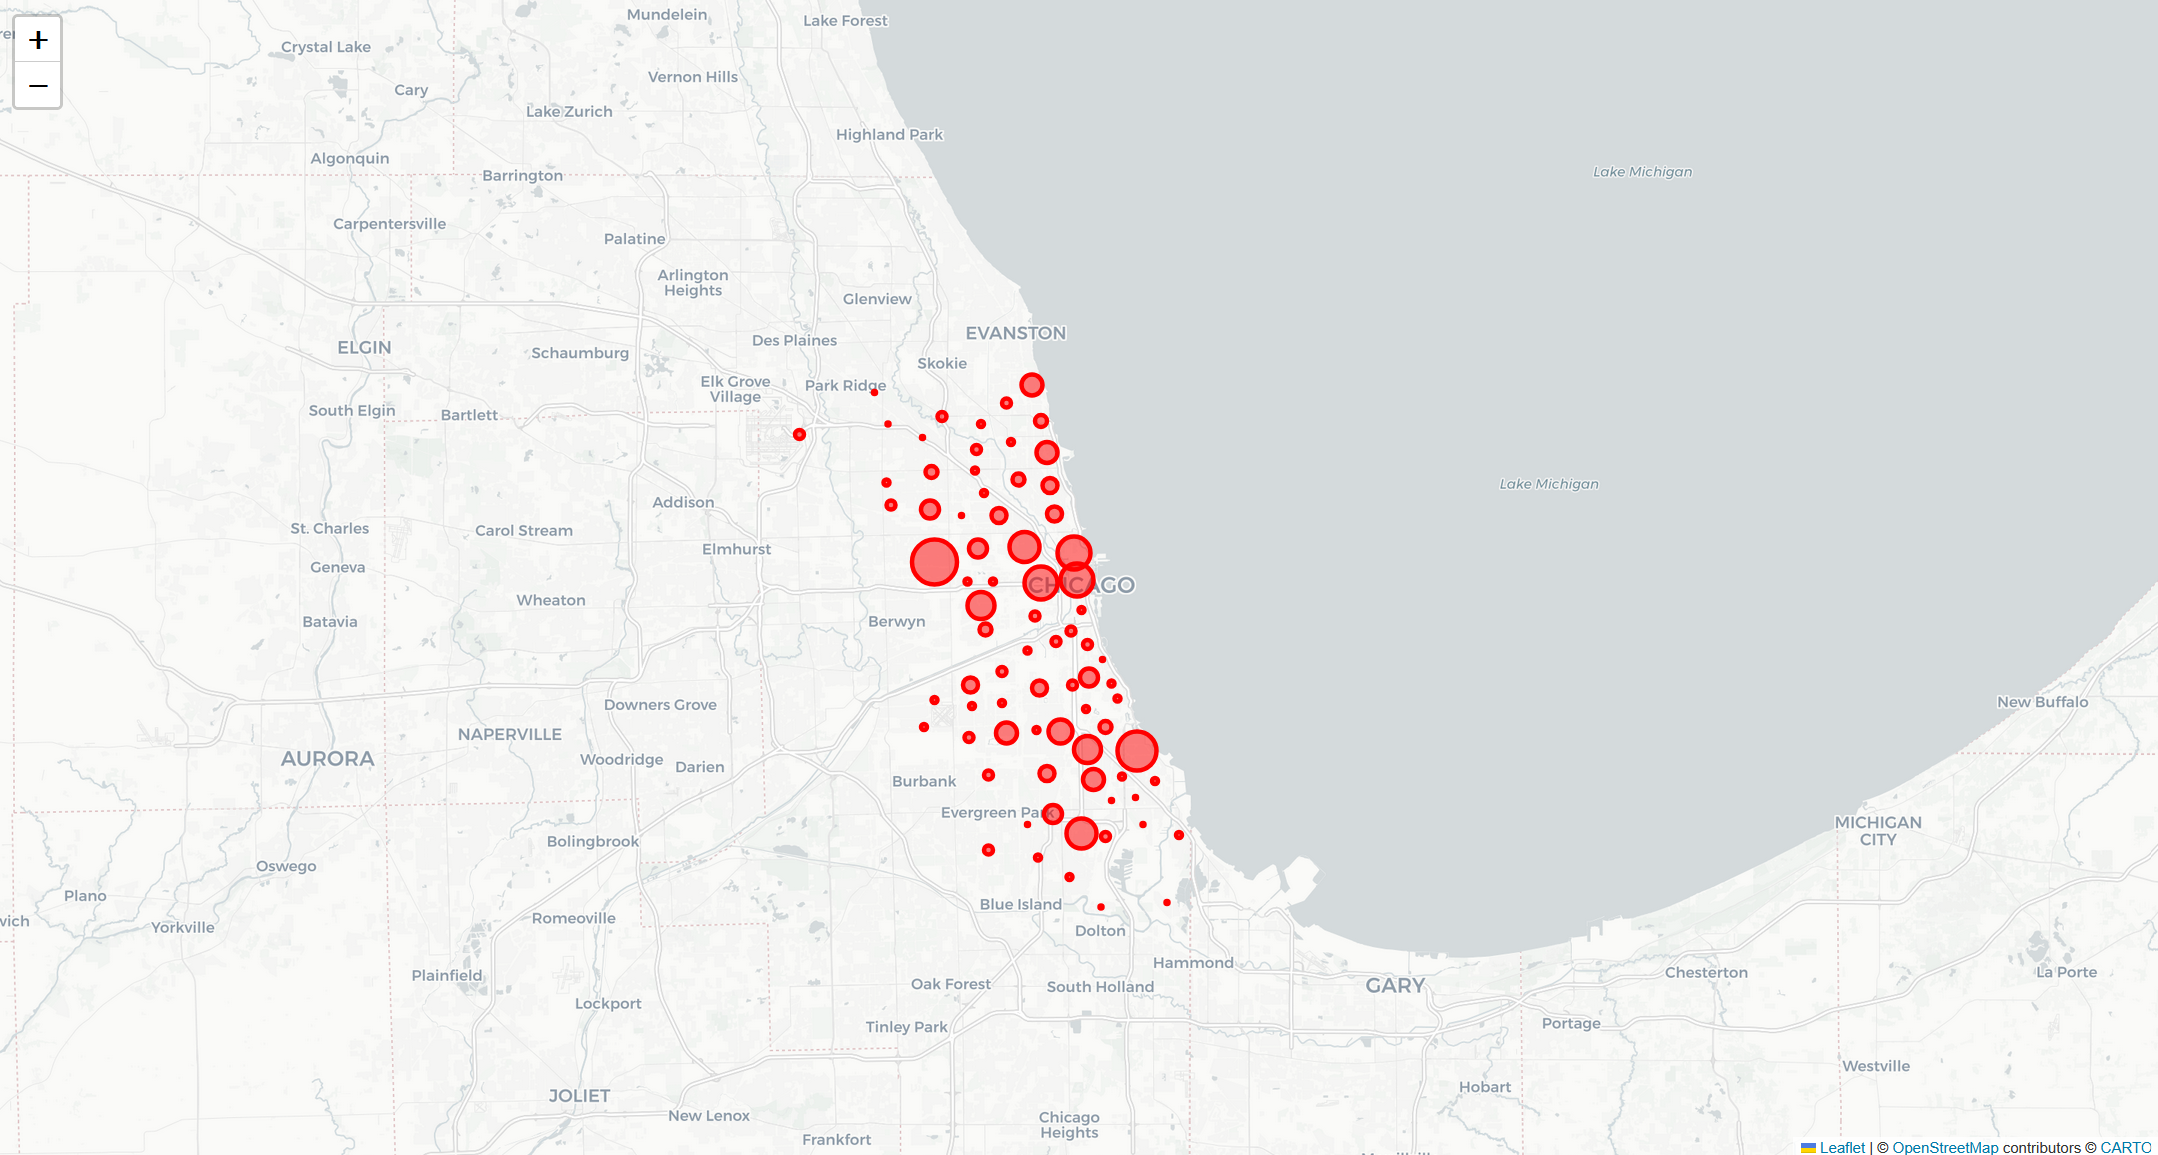 +
−
Mundelein
Lake Forest
Crystal Lake
Vernon Hills
Cary
Lake Zurich
Highland Park
Algonquin
Barrington
Lake Michigan
Carpentersville
Palatine
Arlington
Heights
Glenview
EVANSTON
Des Plaines
ELGIN
Schaumburg
Skokie
Elk Grove
Village
Park Ridge
South Elgin
Bartlett
Lake Michigan
Addison
St. Charles
Carol Stream
Elmhurst
Geneva
CHICAGO
Wheaton
Batavia
Berwyn
Downers Grove
New Buffalo
NAPERVILLE
AURORA
Woodridge
Darien
Burbank
Evergreen Park
MICHIGAN
CITY
Bolingbrook
Oswego
Plano
Blue Island
Romeoville
wich
Yorkville
Dolton
Hammond
Plainfield
Chesterton
La Porte
Oak Forest
South Holland
GARY
Lockport
Tinley Park
Portage
Westville
Hobart
JOLIET
New Lenox
Chicago
Heights
Frankfort
Leaflet | © OpenStreetMap contributors © CARTO